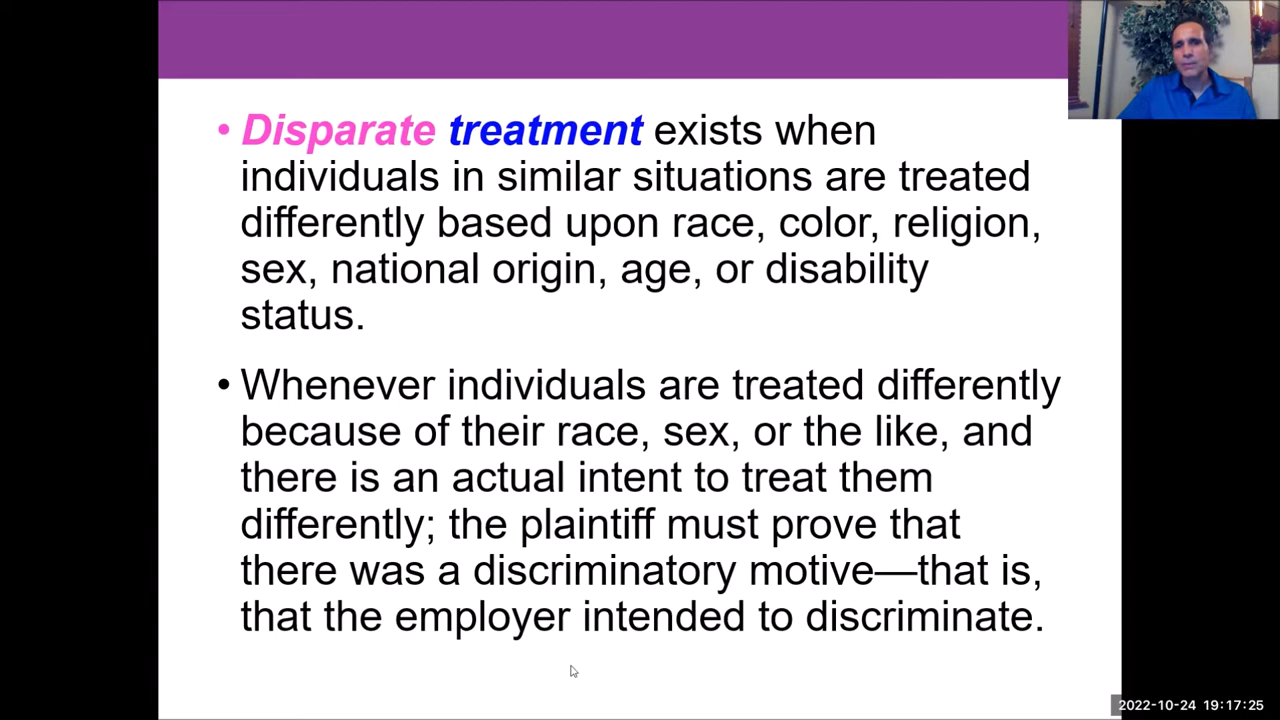 • Disparate treatment exists when
individuals in similar situations are treated
differently based upon race, color, religion,
sex, national origin, age, or disability
status.
• Whenever individuals are treated differently
because of their race, sex, or the like, and
there is an actual intent to treat them
differently; the plaintiff must prove that
there was a discriminatory motive—that is,
that the employer intended to discriminate.
2022-10-24 19:17:25